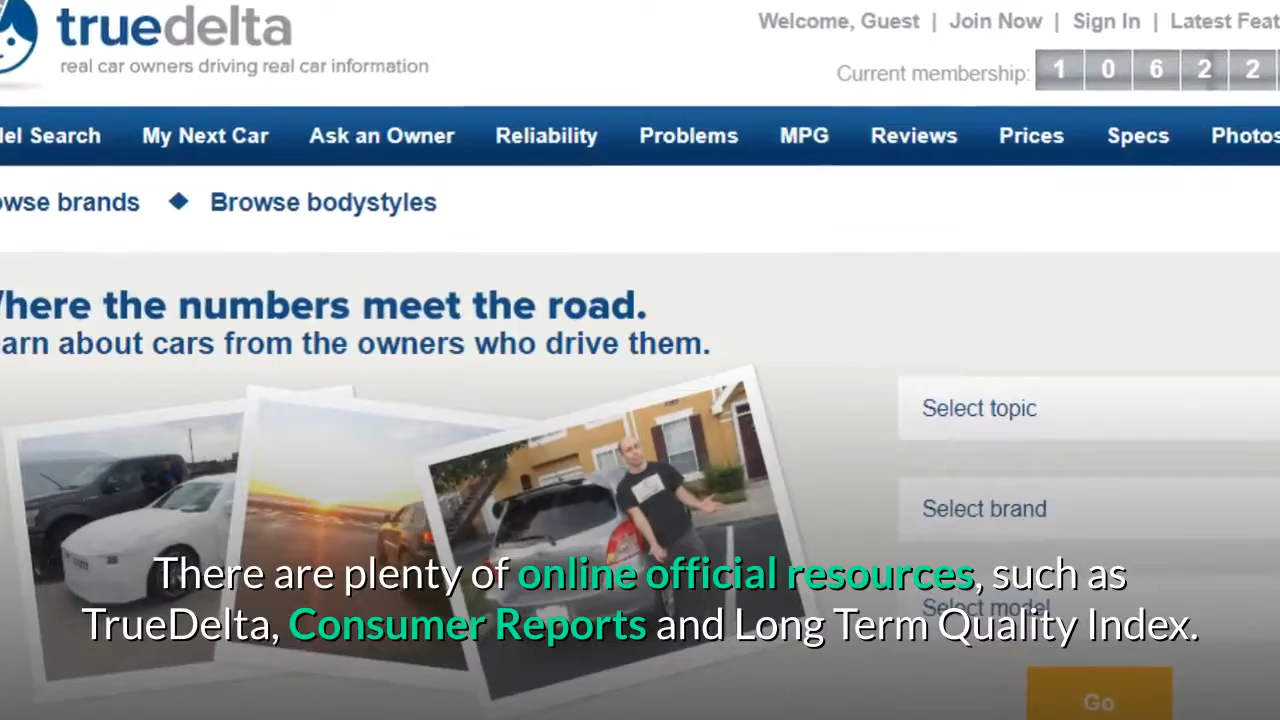 truedelta
real car owners driving real car information
Welcome, Guest | Join Now | Sign In | Latest Feat
Current membership: 1 0 6 2 2
del Search My Next Car Ask an Owner Reliability Problems MPG Reviews Prices Specs Photos
owse brands ◆ Browse bodystyles
Where the numbers meet the road.
earn about cars from the owners who drive them.
Select topic
Select brand
Select model
There are plenty of online official resources, such as
TrueDelta, Consumer Reports and Long Term Quality Index.
Go